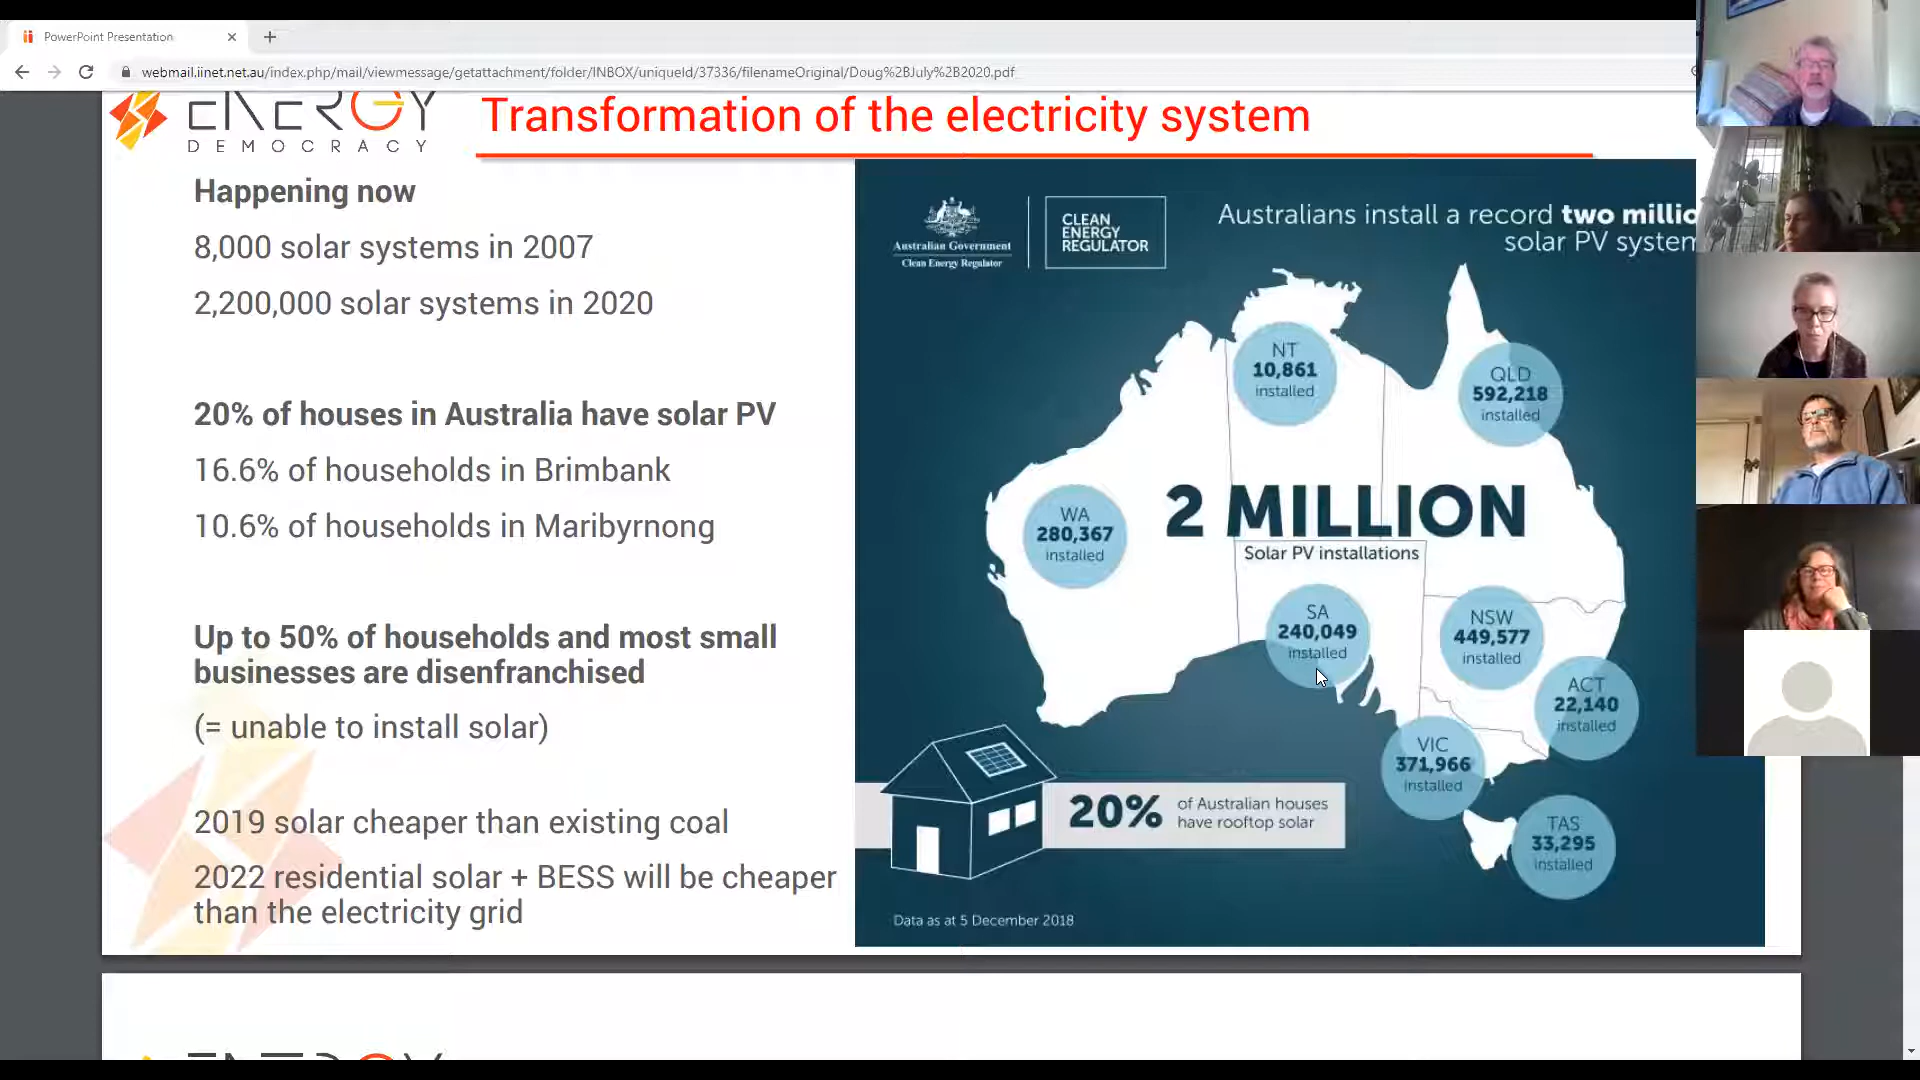 PowerPoint Presentation
webmail.iinet.net.au/index.php/mail/viewmessage/getattachment/folder/INBOX/uniqueId/37336/filenameOriginal/Doug%2BJuly%2B2020.pdf
ENERGY
DEMOCRACY
Transformation of the electricity system
Happening now
8,000 solar systems in 2007
2,200,000 solar systems in 2020
20% of houses in Australia have solar PV
16.6% of households in Brimbank
10.6% of households in Maribyrnong
Up to 50% of households and most small
businesses are disenfranchised
(= unable to install solar)
2019 solar cheaper than existing coal
2022 residential solar + BESS will be cheaper
than the electricity grid
Australian Government
Clean Energy Regulator
CLEAN
ENERGY
REGULATOR
Australians install a record two millio
solar PV system
NT
10,861
installed
QLD
592,218
installed
WA
280,367
installed
2 MILLION
Solar PV installations
SA
240,049
installed
NSW
449,577
installed
ACT
22,140
installed
VIC
371,966
installed
TAS
33,295
installed
20%
of Australian houses
have rooftop solar
Data as at 5 December 2018